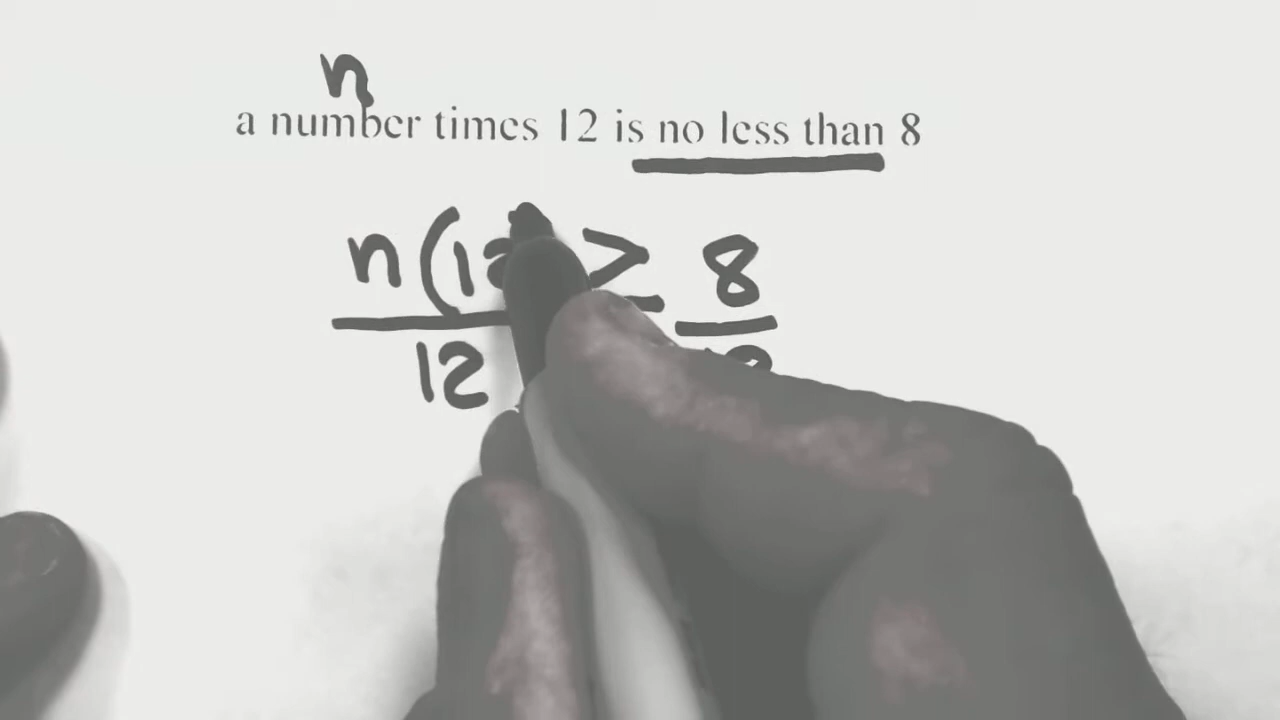 n
a number times 12 is no less than 8
n(1 ≥ 8
12